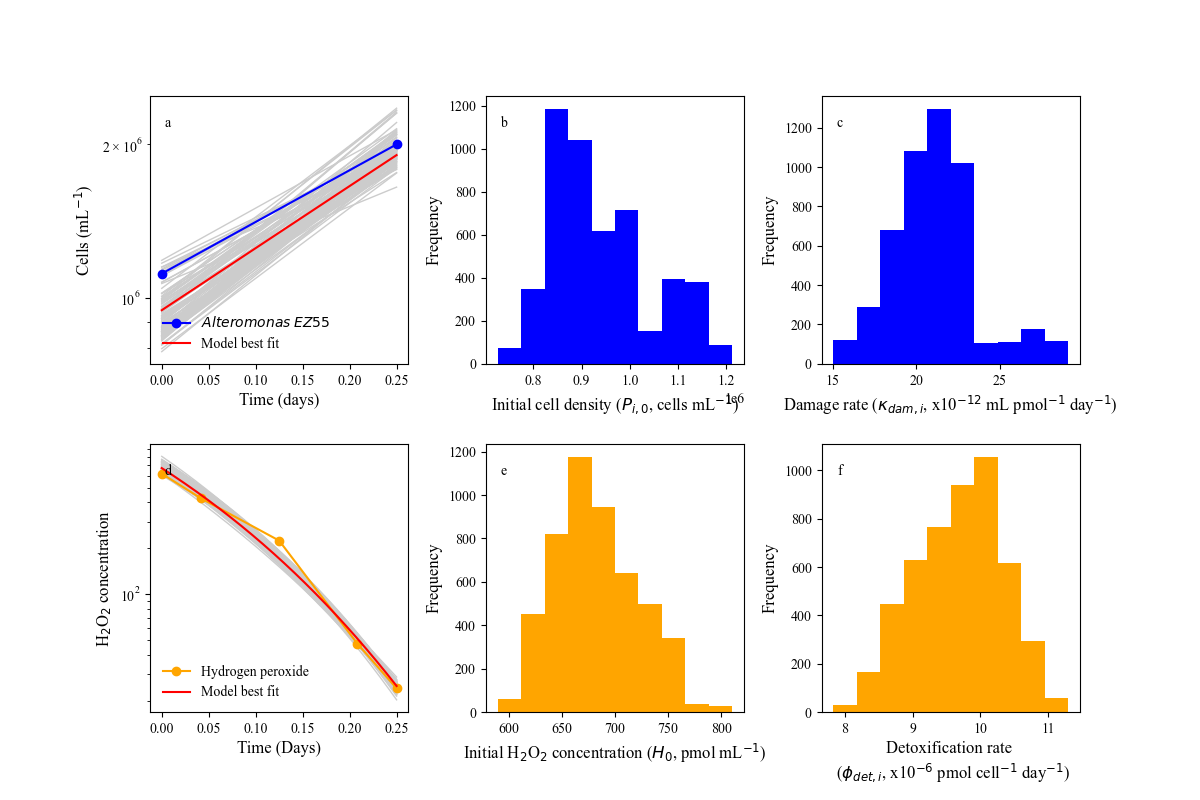 a
Cells (mL⁻¹)
2 × 10⁶
10⁶
Alteromonas EZ55
Model best fit
0.00 0.05 0.10 0.15 0.20 0.25
Time (days)
b
Frequency
1200
1000
800
600
400
200
0
0.8 0.9 1.0 1.1 1.2
1e6
Initial cell density (P_{i,0}, cells mL⁻¹)
c
Frequency
1200
1000
800
600
400
200
0
15 20 25
Damage rate (κ_{dam,i}, x10⁻¹² mL pmol⁻¹ day⁻¹)
d
H₂O₂ concentration
10²
Hydrogen peroxide
Model best fit
0.00 0.05 0.10 0.15 0.20 0.25
Time (Days)
e
Frequency
1200
1000
800
600
400
200
0
600 650 700 750 800
Initial H₂O₂ concentration (H₀, pmol mL⁻¹)
f
Frequency
1000
800
600
400
200
0
8 9 10 11
Detoxification rate
(ϕ_{det,i}, x10⁻⁶ pmol cell⁻¹ day⁻¹)